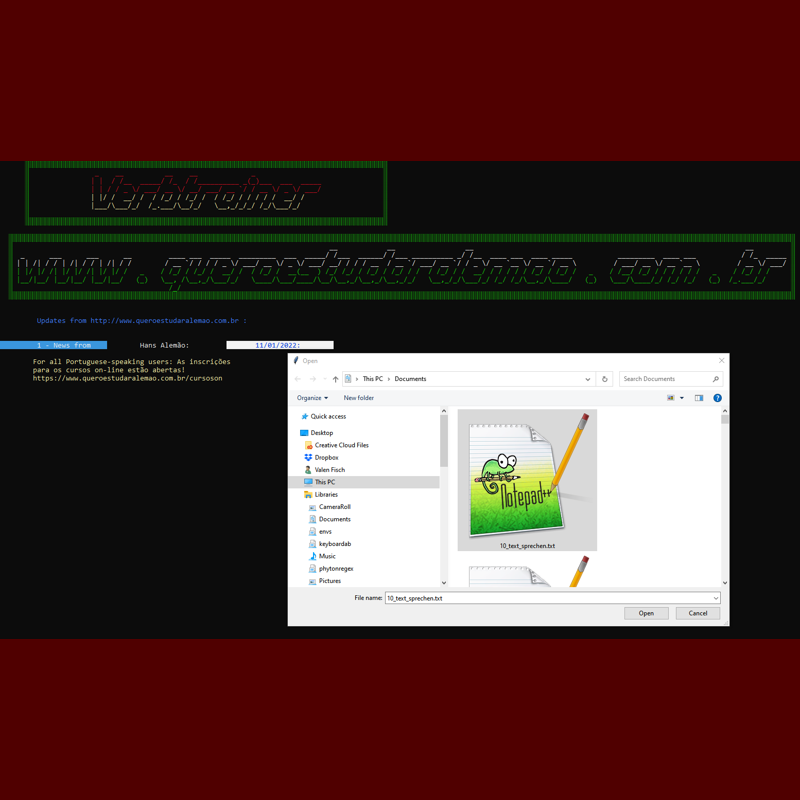 Verbtrainer
www.queroestudaralemao.com.br
Updates from http://www.queroestudaralemao.com.br :
1 - News from Hans Alemão: 11/01/2022:
For all Portuguese-speaking users: As inscrições
para os cursos on-line estão abertas!
https://www.queroestudaralemao.com.br/cursoson
Open
This PC > Documents
Search Documents
Organize
New folder
Quick access
Desktop
Creative Cloud Files
Dropbox
Valen Fisch
This PC
Libraries
CameraRoll
Documents
envs
keyboardab
Music
phytonregex
Pictures
Notepad++
10_text_sprechen.txt
File name: 10_text_sprechen.txt
Open
Cancel